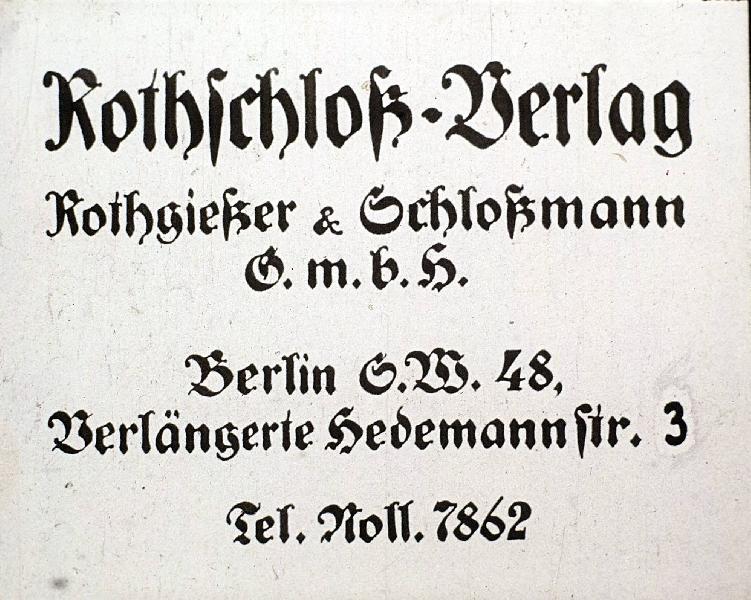 Rothschloß-Verlag
Rothgießer & Schloßmann
G. m. b. H.
Berlin S.W. 48,
Verlängerte Hedemannstr. 3
Tel. Noll. 7862